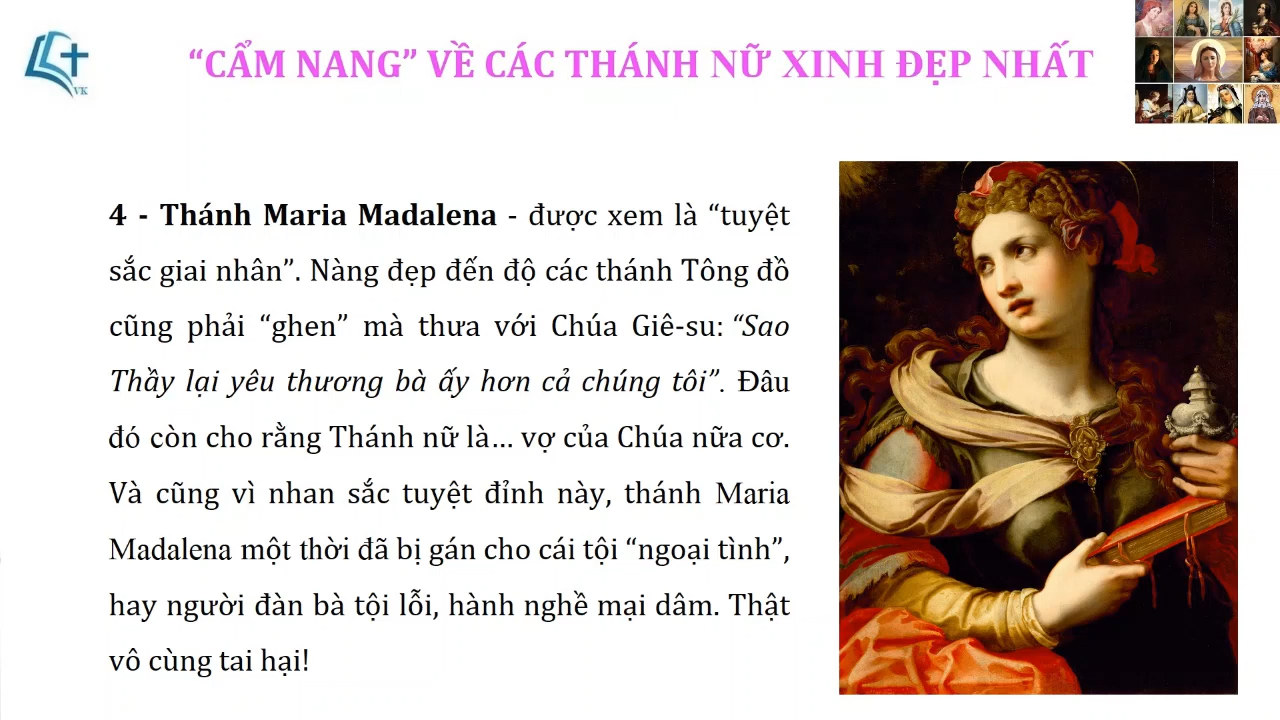 VK
“CẨM NANG” VỀ CÁC THÁNH NỮ XINH ĐẸP NHẤT
4 - Thánh Maria Madalena - được xem là “tuyệt
sắc giai nhân”. Nàng đẹp đến độ các thánh Tông đồ
cũng phải “ghen” mà thưa với Chúa Giê-su: “Sao
Thầy lại yêu thương bà ấy hơn cả chúng tôi”. Đâu
đó còn cho rằng Thánh nữ là... vợ của Chúa nữa cơ.
Và cũng vì nhan sắc tuyệt đỉnh này, thánh Maria
Madalena một thời đã bị gán cho cái tội “ngoại tình”,
hay người đàn bà tội lỗi, hành nghề mại dâm. Thật
vô cùng tai hại!